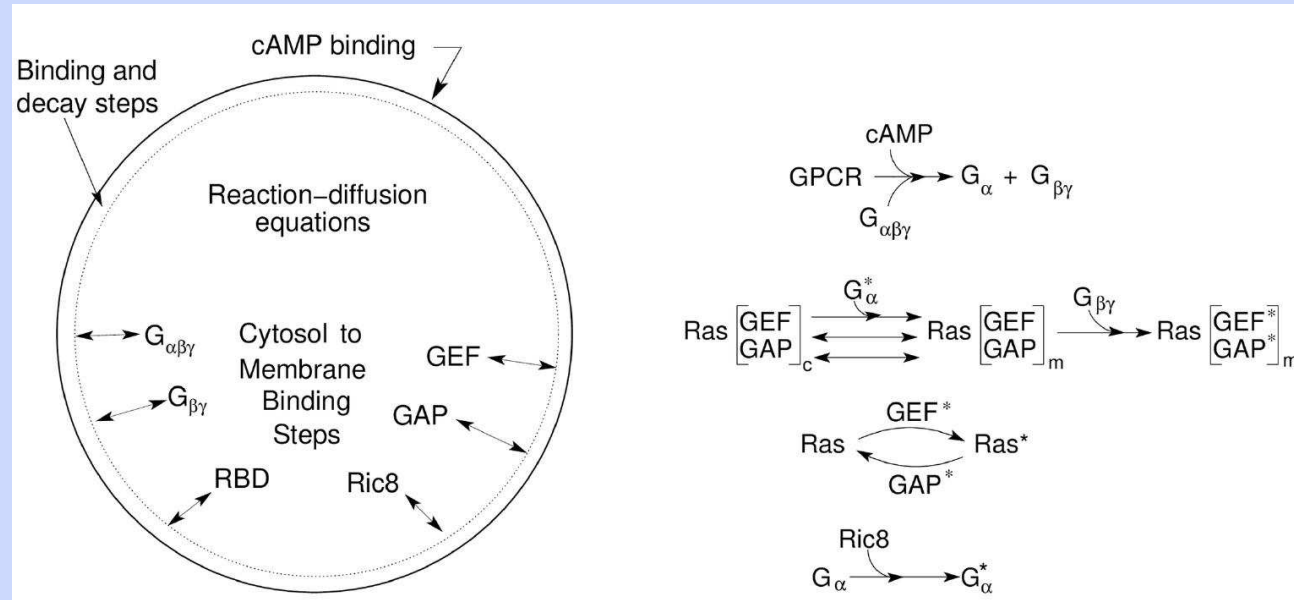 cAMP binding
Binding and
decay steps
Reaction−diffusion
equations
Cytosol to
Membrane
Binding
Steps
Gαβγ
Gβγ
RBD
Ric8
GAP
GEF
cAMP
GPCR Gα + Gβγ
Gαβγ
G*α Gβγ
Ras [GEF GAP]c Ras [GEF GAP]m Ras [GEF* GAP*]m
GEF*
Ras Ras*
GAP*
Ric8
Gα G*α